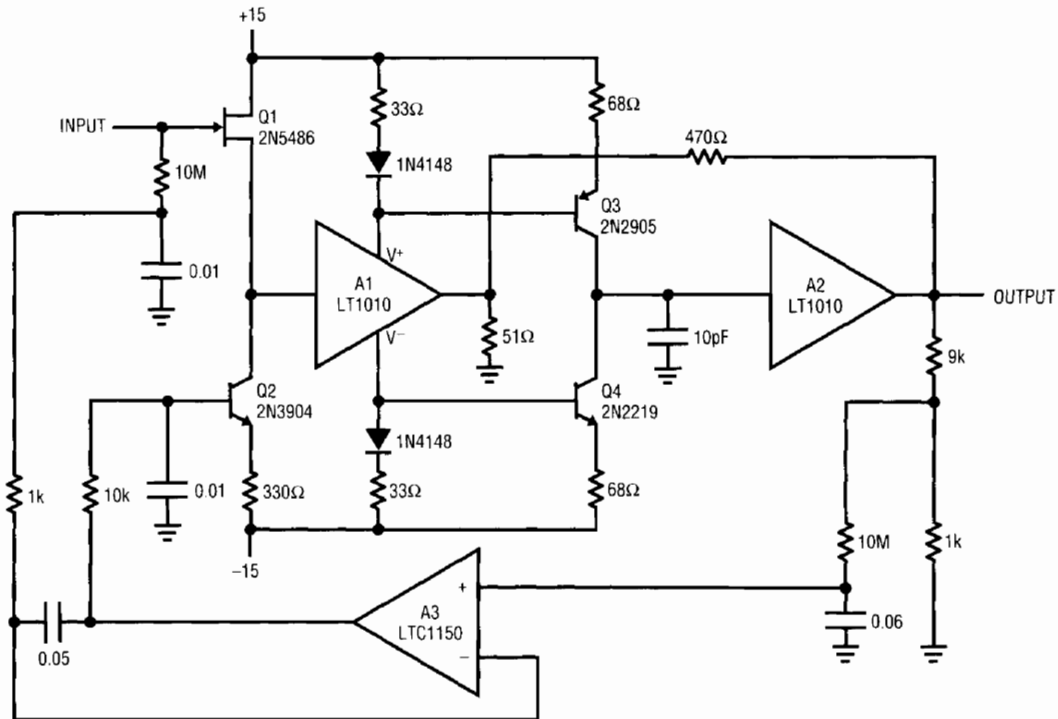 +15
INPUT
Q1
2N5486
10M
0.01
33Ω
1N4148
68Ω
470Ω
Q3
2N2905
V+
A1
LT1010
V−
51Ω
10pF
A2
LT1010
OUTPUT
9k
Q2
2N3904
1N4148
Q4
2N2219
1k
10k
0.01
330Ω
33Ω
68Ω
10M
1k
−15
+
A3
LTC1150
−
0.05
0.06